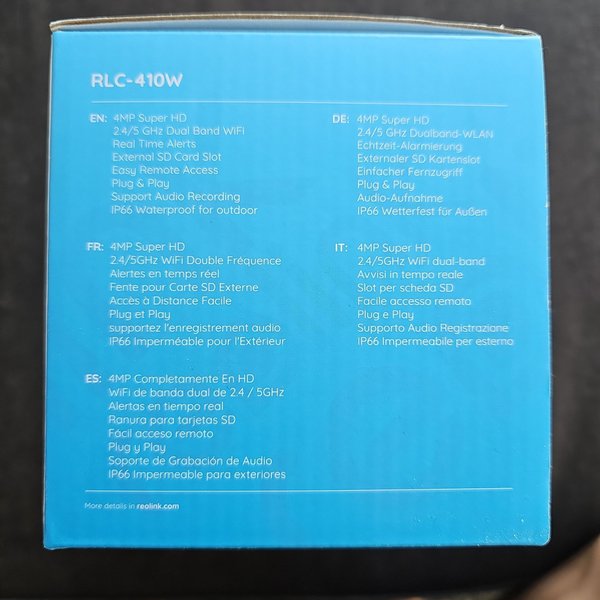 RLC-410W
EN: 4MP Super HD
2.4/5 GHz Dual Band WiFi
Real Time Alerts
External SD Card Slot
Easy Remote Access
Plug & Play
Support Audio Recording
IP66 Waterproof for outdoor
DE: 4MP Super HD
2.4/5 GHz Dualband-WLAN
Echtzeit-Alarmierung
Externaler SD Kartenslot
Einfacher Fernzugriff
Plug & Play
Audio-Aufnahme
IP66 Wetterfest für Außen
FR: 4MP Super HD
2.4/5GHz WiFi Double Fréquence
Alertes en temps réel
Fente pour Carte SD Externe
Accès à Distance Facile
Plug et Play
supportez l'enregistrement audio
IP66 Imperméable pour l'Extérieur
IT: 4MP Super HD
2.4/5GHz WiFi dual-band
Avvisi in tempo reale
Slot per scheda SD
Facile accesso remoto
Plug e Play
Supporto Audio Registrazione
IP66 Impermeabile per esterno
ES: 4MP Completamente En HD
WiFi de banda dual de 2.4 / 5GHz
Alertas en tiempo real
Ranura para tarjetas SD
Fácil acceso remoto
Plug y Play
Soporte de Grabación de Audio
IP66 Impermeable para exteriores
More details in reolink.com